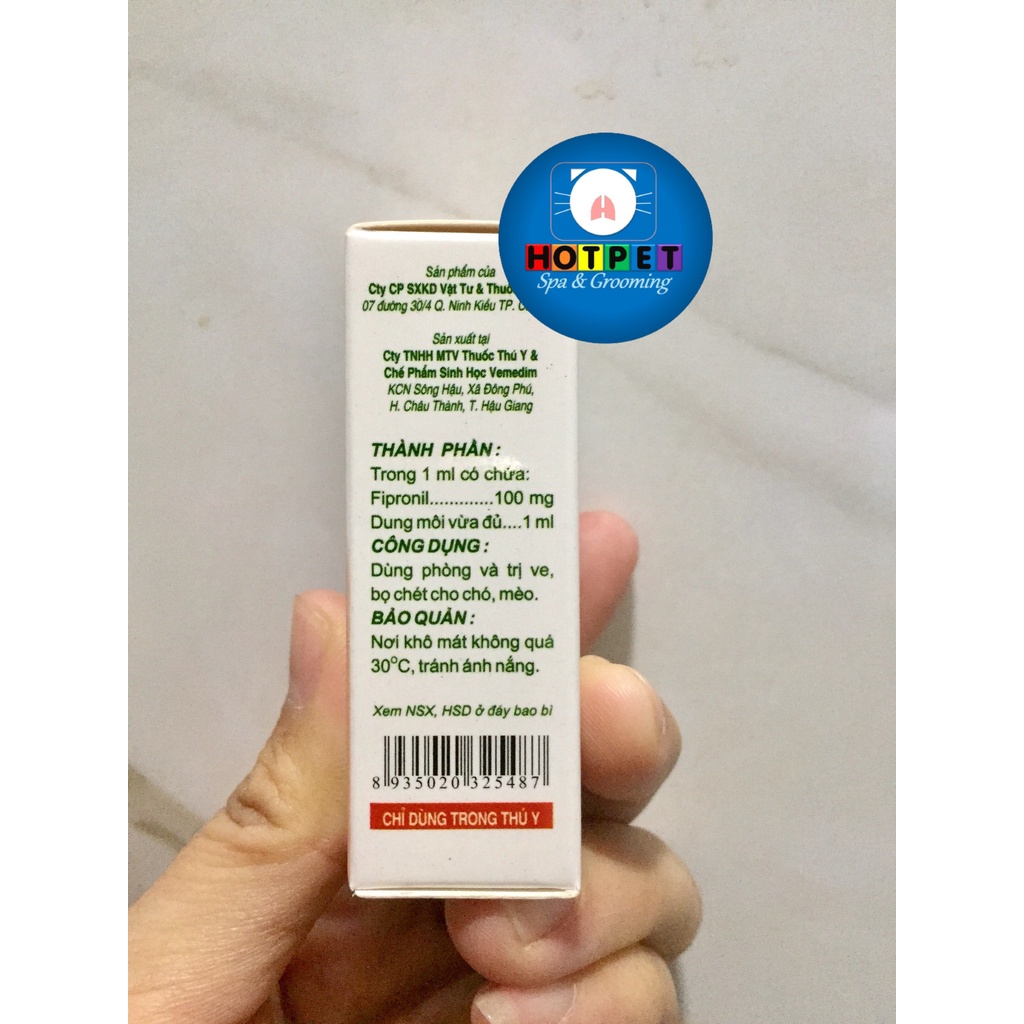 HOTPET
Spa & Grooming
Sản phẩm của
Cty CP SXKD Vật Tư & Thuố
07 đường 30/4 Q. Ninh Kiều TP.
Sản xuất tại
Cty TNHH MTV Thuốc Thú Y &
Chế Phẩm Sinh Học Vemedim
KCN Sông Hậu, Xã Đông Phú,
H. Châu Thành, T. Hậu Giang
THÀNH PHẦN :
Trong 1 ml có chứa:
Fipronil.............100 mg
Dung môi vừa đủ....1 ml
CÔNG DỤNG :
Dùng phòng và trị ve,
bọ chét cho chó, mèo.
BẢO QUẢN :
Nơi khô mát không quá
30°C, tránh ánh nắng.
Xem NSX, HSD ở đáy bao bì
8 935020 325487
CHỈ DÙNG TRONG THÚ Y